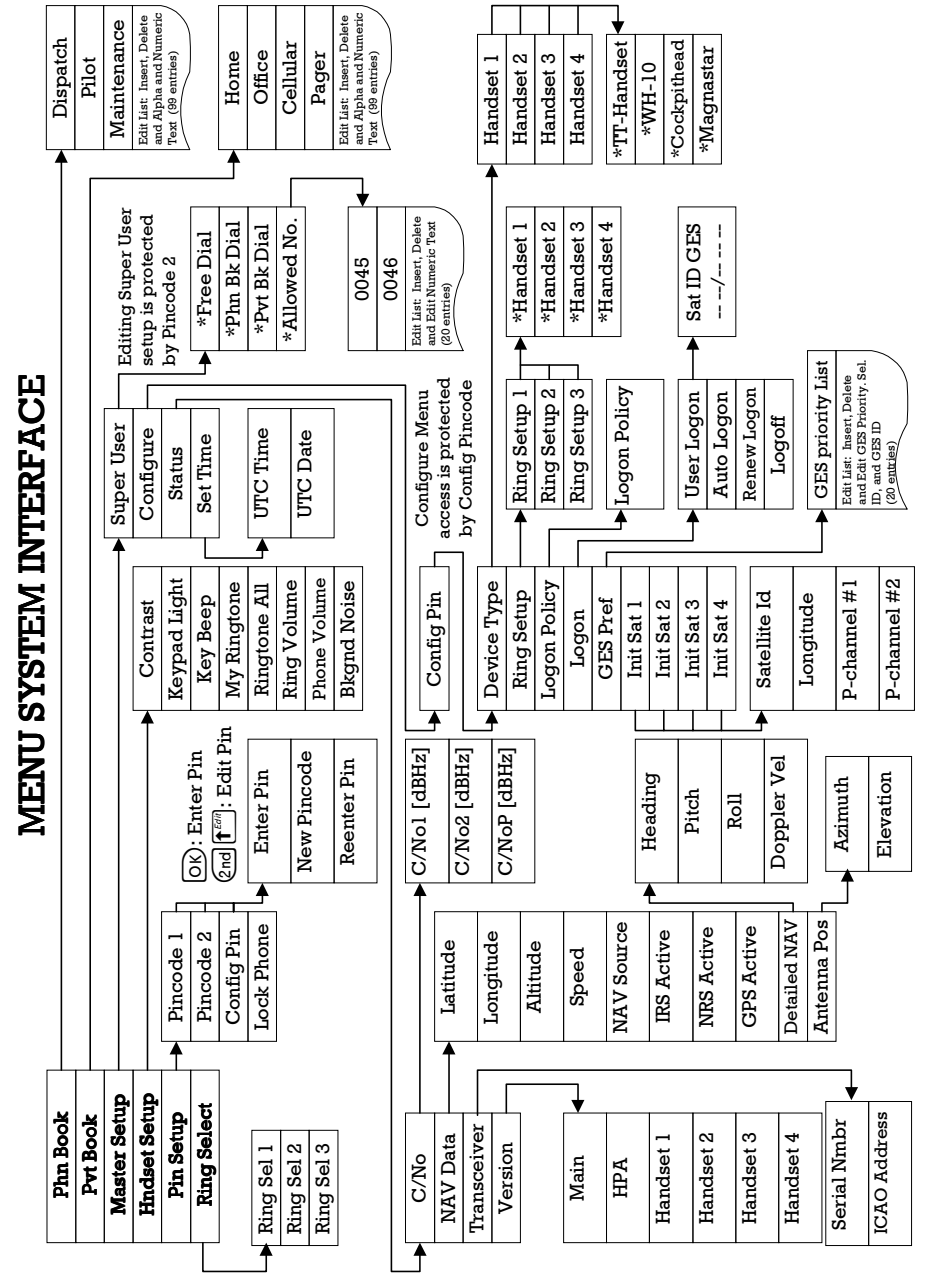 MENU SYSTEM INTERFACE
Phn Book
Pvt Book
Master Setup
Hndset Setup
Pin Setup
Ring Select
Dispatch
Pilot
Maintenance
Edit List: Insert, Delete
and Alpha and Numeric
Text (99 entries)
Home
Office
Cellular
Pager
Edit List: Insert, Delete
and Alpha and Numeric
Text (99 entries)
Super User
Configure
Status
Set Time
Editing Super User
setup is protected
by Pincode 2
*Free Dial
*Phn Bk Dial
*Pvt Bk Dial
*Allowed No.
0045
0046
Edit List: Insert, Delete
and Edit Numeric Text
(20 entries)
UTC Time
UTC Date
Contrast
Keypad Light
Key Beep
My Ringtone
Ringtone All
Ring Volume
Phone Volume
Bkgnd Noise
Pincode 1
Pincode 2
Config Pin
Lock Phone
OK : Enter Pin
2nd Edit : Edit Pin
Enter Pin
New Pincode
Reenter Pin
Ring Sel 1
Ring Sel 2
Ring Sel 3
Configure Menu
access is protected
by Config Pincode
Config Pin
Device Type
Ring Setup
Logon Policy
Logon
GES Pref
Init Sat 1
Init Sat 2
Init Sat 3
Init Sat 4
Handset 1
Handset 2
Handset 3
Handset 4
*TT-Handset
*WH-10
*Cockpithead
*Magnastar
Ring Setup 1
Ring Setup 2
Ring Setup 3
*Handset 1
*Handset 2
*Handset 3
*Handset 4
Logon Policy
User Logon
Auto Logon
Renew Logon
Logoff
Sat ID GES
-- --/-- -- --
GES priority List
Edit List: Insert, Delete
and Edit GES Priority, Sel.
ID, and GES ID
(20 entries)
Satellite Id
Longitude
P-channel #1
P-channel #2
C/No
NAV Data
Transceiver
Version
C/No1 [dBHz]
C/No2 [dBHz]
C/NoP [dBHz]
Latitude
Longitude
Altitude
Speed
NAV Source
IRS Active
NRS Active
GPS Active
Detailed NAV
Antenna Pos
Heading
Pitch
Roll
Doppler Vel
Azimuth
Elevation
Main
HPA
Handset 1
Handset 2
Handset 3
Handset 4
Serial Nmbr
ICAO Address